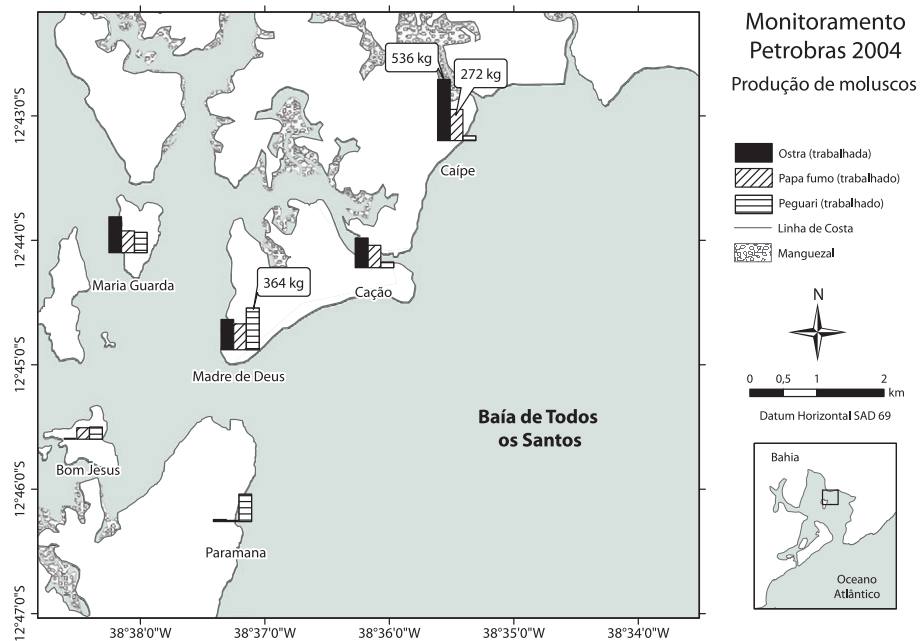 Monitoramento
Petrobras 2004
Produção de moluscos
Ostra (trabalhada)
Papa fumo (trabalhado)
Peguari (trabalhado)
Linha de Costa
Manguezal
N
0 0,5 1 2
km
Datum Horizontal SAD 69
Bahia
Oceano
Atlântico
536 kg
272 kg
Caípe
Maria Guarda
364 kg
Cação
Madre de Deus
Baía de Todos
os Santos
Bom Jesus
Paramana
12°43'0"S
12°44'0"S
12°45'0"S
12°46'0"S
12°47'0"S
38°38'0"W 38°37'0"W 38°36'0"W 38°35'0"W 38°34'0"W